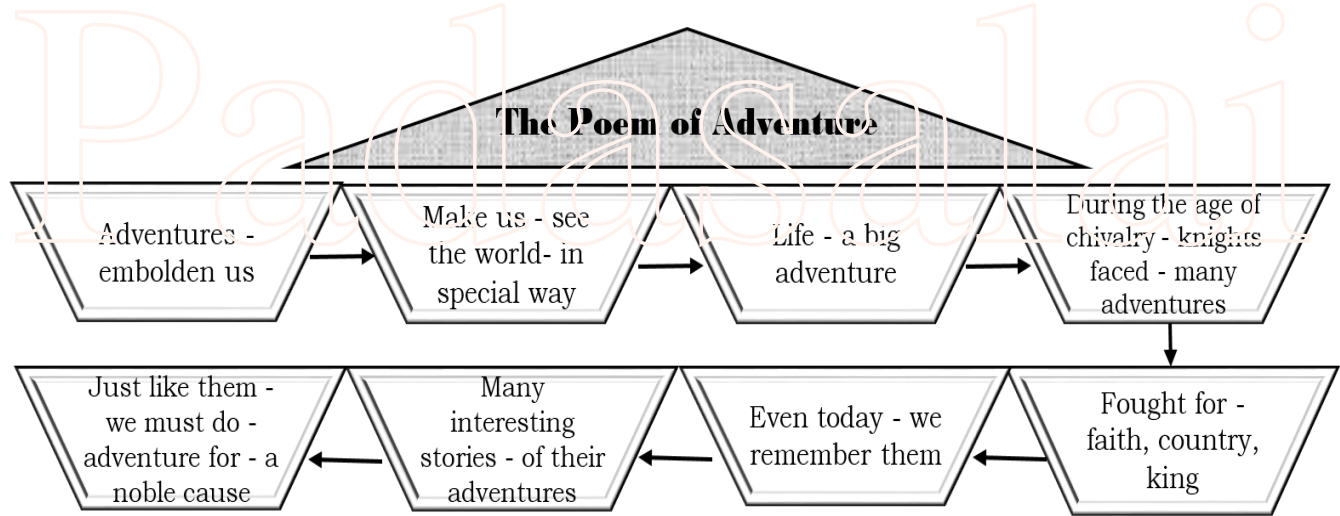 Padasalai
The Poem of Adventure
Adventures -
embolden us
Make us - see
the world- in
special way
Life - a big
adventure
During the age of
chivalry - knights
faced - many
adventures
Fought for -
faith, country,
king
Even today - we
remember them
Many
interesting
stories - of their
adventures
Just like them -
we must do -
adventure for - a
noble cause